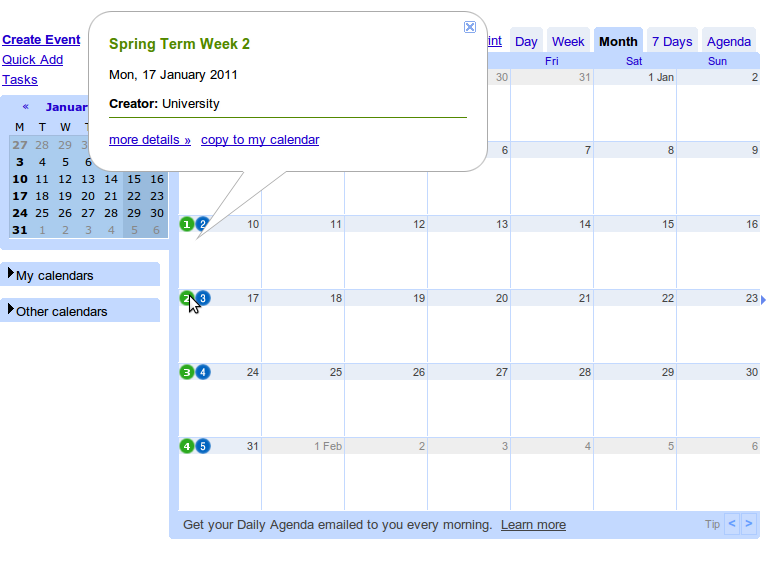 Create Event
Quick Add
Tasks
Spring Term Week 2
Mon, 17 January 2011
Creator: University
more details » copy to my calendar
int Day Week Month 7 Days Agenda
Fri Sat Sun
« Januar
M T W T
27 28 29 3
3 4 5 6
10 11 12 13 14 15 16
17 18 19 20 21 22 23
24 25 26 27 28 29 30
31 1 2 3 4 5 6
My calendars
Other calendars
30 31 1 Jan 2
6 7 8 9
1 2 10 11 12 13 14 15 16
2 3 17 18 19 20 21 22 23
3 4 24 25 26 27 28 29 30
4 5 31 1 Feb 2 3 4 5 6
Get your Daily Agenda emailed to you every morning. Learn more Tip < >